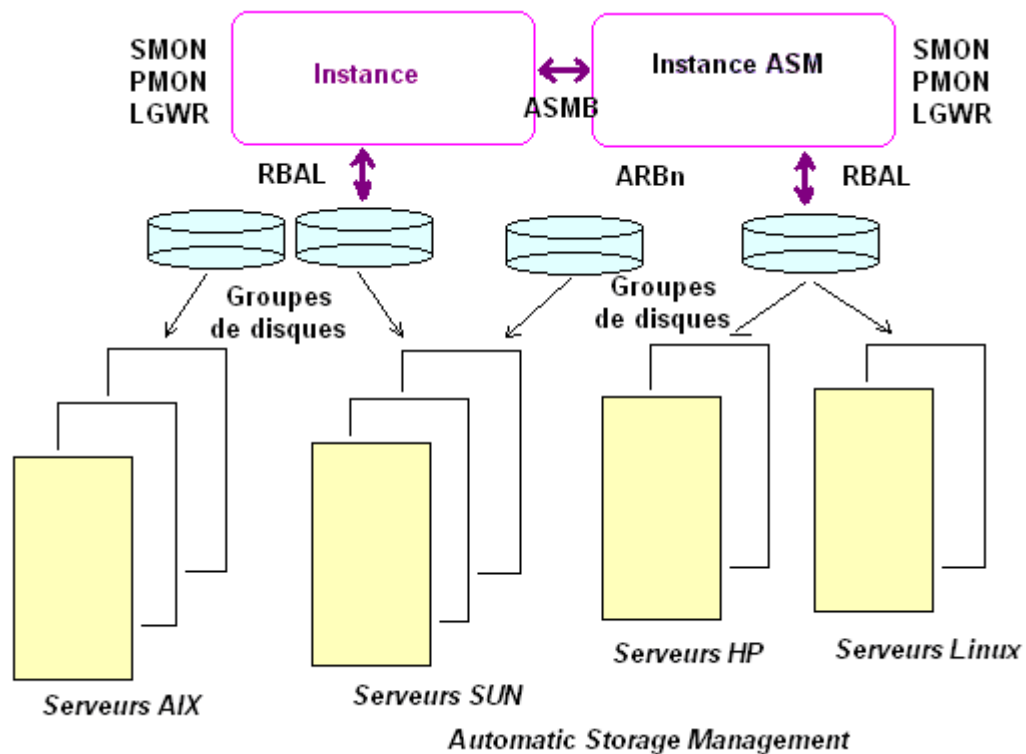 SMON
PMON
LGWR
Instance
ASMB
Instance ASM
SMON
PMON
LGWR
RBAL
ARBn
RBAL
Groupes
de disques
Groupes
de disques
Serveurs AIX
Serveurs SUN
Serveurs HP
Serveurs Linux
Automatic Storage Management